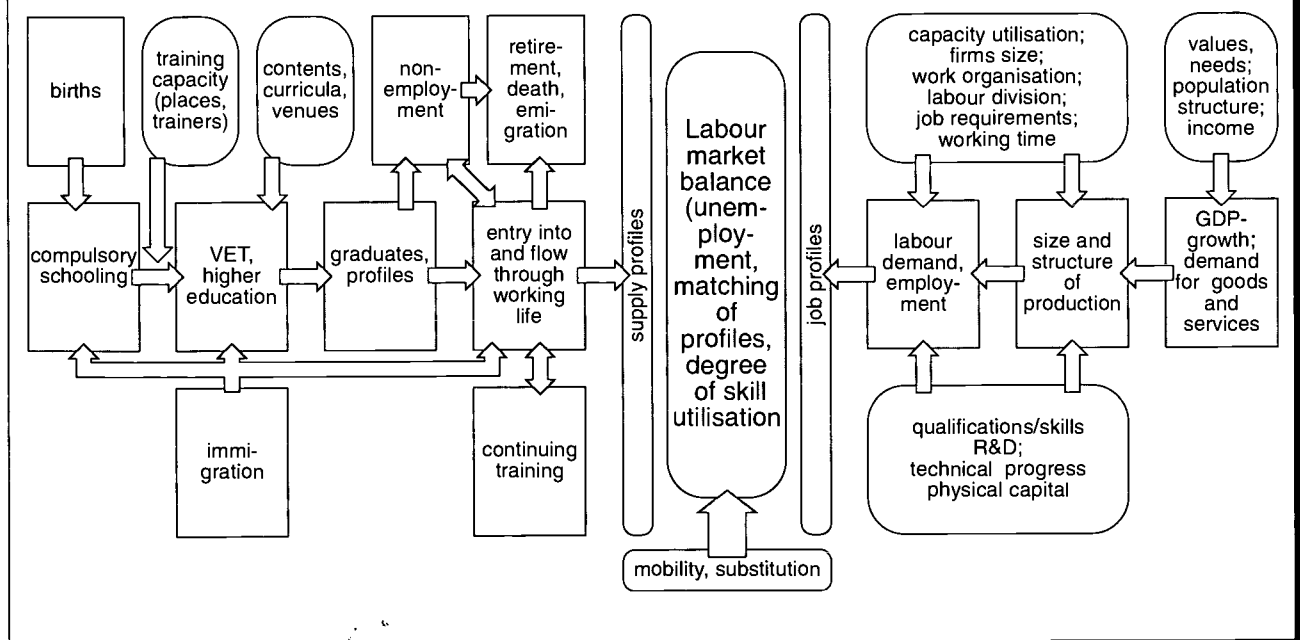 births
training
capacity
(places,
trainers)
contents,
curricula,
venues
non-
employ-
ment
retire-
ment,
death,
emi-
gration
compulsory
schooling
VET,
higher
education
graduates,
profiles
entry into
and flow
through
working
life
immi-
gration
continuing
training
supply profiles
Labour
market
balance
(unem-
ploy-
ment,
matching
of
profiles,
degree
of skill
utilisation
mobility, substitution
job profiles
capacity utilisation;
firms size;
work organisation;
labour division;
job requirements;
working time
values,
needs;
population
structure;
income
labour
demand,
employ-
ment
size and
structure
of
production
GDP-
growth;
demand
for goods
and
services
qualifications/skills
R&D;
technical progress
physical capital